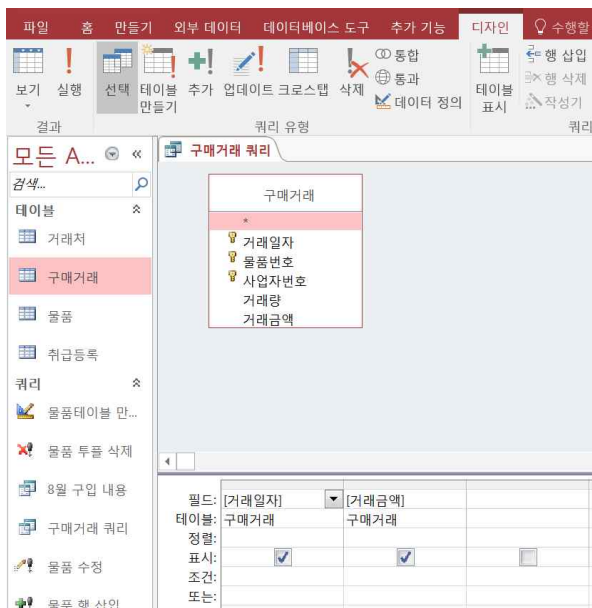 파일 홈 만들기 외부 데이터 데이터베이스 도구 추가 기능 디자인 수행할
보기 실행 선택 테이블 만들기 추가 업데이트 크로스탭 삭제 통합 통과 데이터 정의 테이블 표시 행 삽입 행 삭제 작성기
결과 쿼리 유형 쿼리
모든 A... «
검색...
테이블
거래처
구매거래
물품
취급등록
쿼리
물품테이블 만...
물품 투플 삭제
8월 구입 내용
구매거래 쿼리
물품 수정
물품 행 삽입
구매거래 쿼리
구매거래
*
거래일자
물품번호
사업자번호
거래량
거래금액
필드: [거래일자] [거래금액]
테이블: 구매거래 구매거래
정렬:
표시:
조건:
또는: